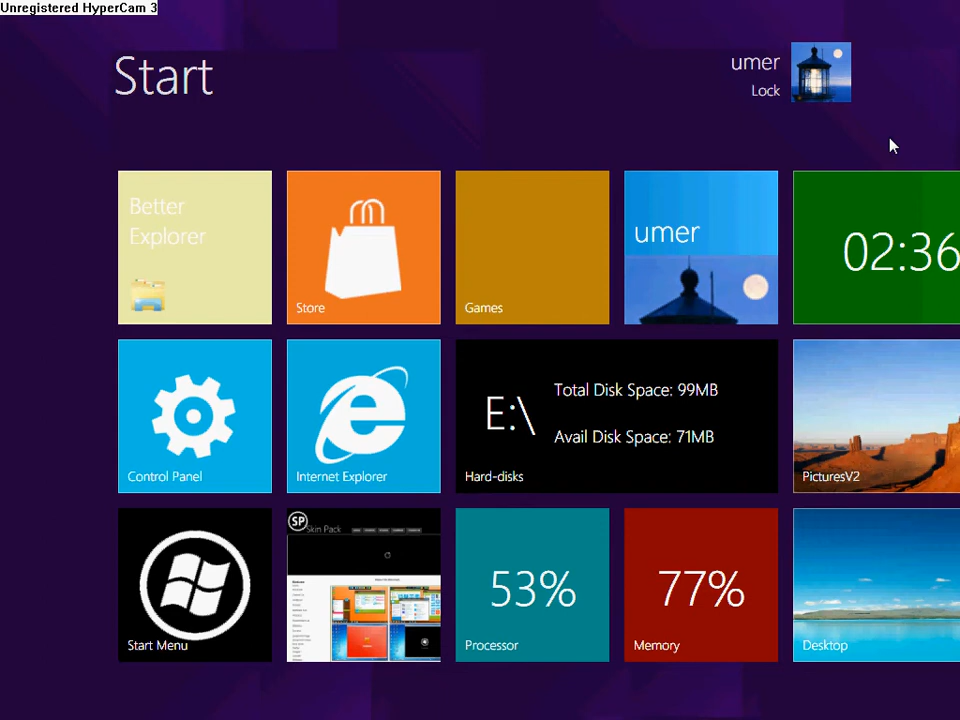 Unregistered HyperCam 3
Start
umer
Lock
Better
Explorer
Store
Games
umer
02:36
Control Panel
Internet Explorer
E:\
Total Disk Space: 99MB
Avail Disk Space: 71MB
Hard-disks
PicturesV2
Start Menu
SP
Skin Pack
53%
Processor
77%
Memory
Desktop